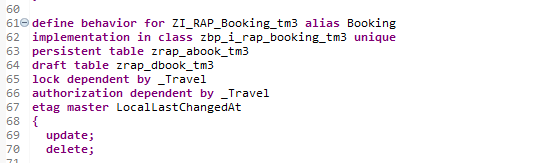 60
61 define behavior for ZI_RAP_Booking_tm3 alias Booking
62 implementation in class zbp_i_rap_booking_tm3 unique
63 persistent table zrap_abook_tm3
64 draft table zrap_dbook_tm3
65 lock dependent by _Travel
66 authorization dependent by _Travel
67 etag master LocalLastChangedAt
68 {
69 update;
70 delete;